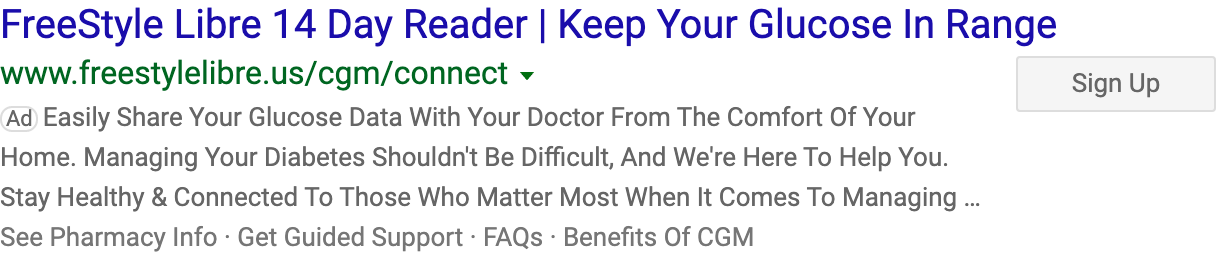 FreeStyle Libre 14 Day Reader | Keep Your Glucose In Range
www.freestylelibre.us/cgm/connect
Sign Up
Ad Easily Share Your Glucose Data With Your Doctor From The Comfort Of Your
Home. Managing Your Diabetes Shouldn't Be Difficult, And We're Here To Help You.
Stay Healthy & Connected To Those Who Matter Most When It Comes To Managing ...
See Pharmacy Info · Get Guided Support · FAQs · Benefits Of CGM